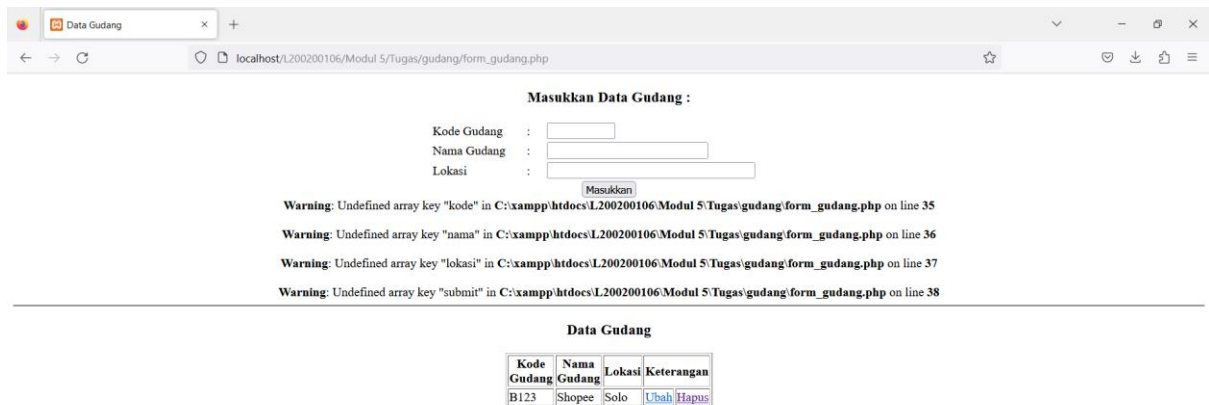 Data Gudang
localhost/L200200106/Modul 5/Tugas/gudang/form_gudang.php
Masukkan Data Gudang :
Kode Gudang :
Nama Gudang :
Lokasi :
Masukkan
Warning: Undefined array key "kode" in C:\xampp\htdocs\L200200106\Modul 5\Tugas\gudang\form_gudang.php on line 35
Warning: Undefined array key "nama" in C:\xampp\htdocs\L200200106\Modul 5\Tugas\gudang\form_gudang.php on line 36
Warning: Undefined array key "lokasi" in C:\xampp\htdocs\L200200106\Modul 5\Tugas\gudang\form_gudang.php on line 37
Warning: Undefined array key "submit" in C:\xampp\htdocs\L200200106\Modul 5\Tugas\gudang\form_gudang.php on line 38
Data Gudang
Kode Gudang Nama Gudang Lokasi Keterangan
B123 Shopee Solo Ubah Hapus